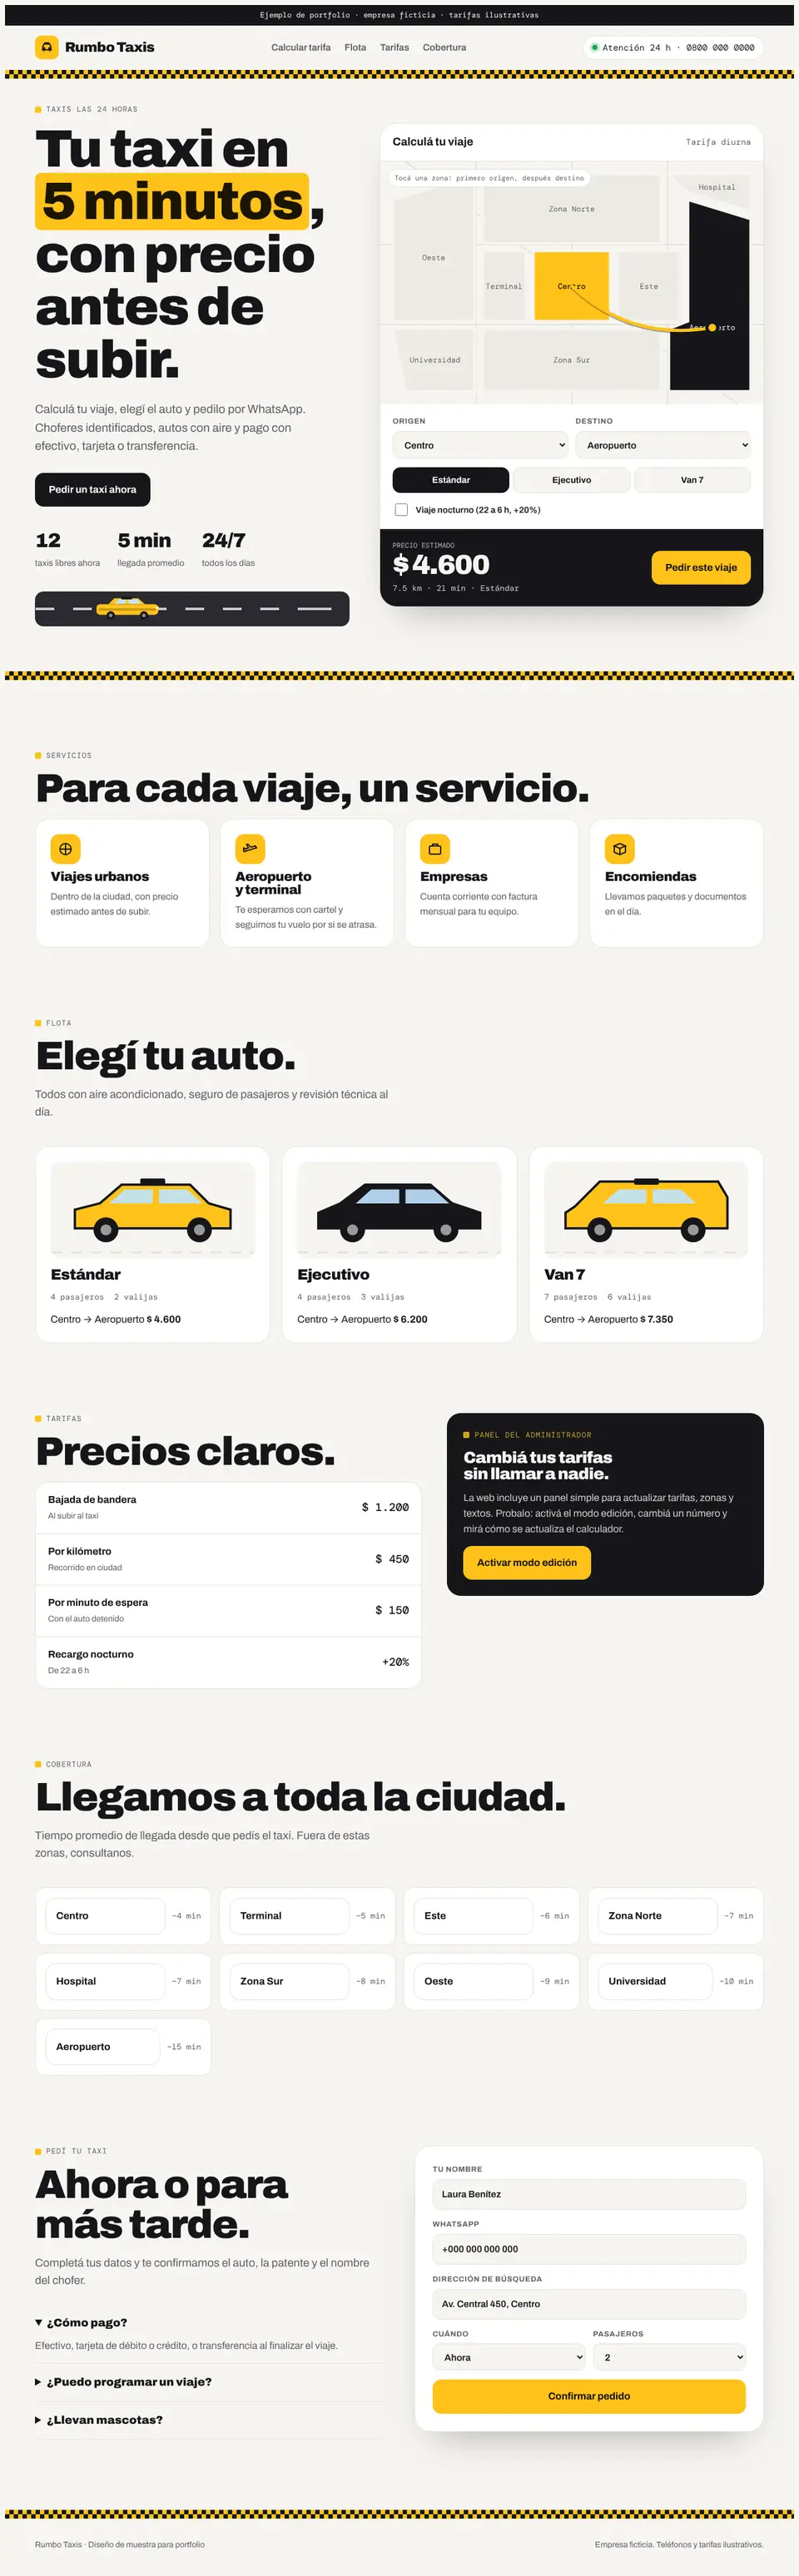 Ejemplo de portfolio · empresa ficticia · tarifas ilustrativas
Rumbo Taxis
Calcular tarifa Flota Tarifas Cobertura
Atención 24 h · 0800 000 0000
TAXIS LAS 24 HORAS
Tu taxi en
5 minutos,
con precio
antes de
subir.
Calculá tu viaje, elegí el auto y pedilo por WhatsApp.
Choferes identificados, autos con aire y pago con
efectivo, tarjeta o transferencia.
Pedir un taxi ahora
12 5 min 24/7
taxis libres ahora llegada promedio todos los días
Calculá tu viaje
Tarifa diurna
Tocá una zona: primero origen, después destino
Hospital
Zona Norte
Oeste
Terminal
Centro
Este
Aeropuerto
Universidad
Zona Sur
ORIGEN DESTINO
Centro Aeropuerto
Estándar Ejecutivo Van 7
Viaje nocturno (22 a 6 h, +20%)
PRECIO ESTIMADO
$ 4.600
7.5 km · 21 min · Estándar
Pedir este viaje
SERVICIOS
Para cada viaje, un servicio.
Viajes urbanos
Dentro de la ciudad, con precio
estimado antes de subir.
Aeropuerto
y terminal
Te esperamos con cartel y
seguimos tu vuelo por si se atrasa.
Empresas
Cuenta corriente con factura
mensual para tu equipo.
Encomiendas
Llevamos paquetes y documentos
en el día.
FLOTA
Elegí tu auto.
Todos con aire acondicionado, seguro de pasajeros y revisión técnica al
día.
Estándar
4 pasajeros 2 valijas
Centro → Aeropuerto $ 4.600
Ejecutivo
4 pasajeros 3 valijas
Centro → Aeropuerto $ 6.200
Van 7
7 pasajeros 6 valijas
Centro → Aeropuerto $ 7.350
TARIFAS
Precios claros.
Bajada de bandera
Al subir al taxi
$ 1.200
Por kilómetro
Recorrido en ciudad
$ 450
Por minuto de espera
Con el auto detenido
$ 150
Recargo nocturno
De 22 a 6 h
+20%
PANEL DEL ADMINISTRADOR
Cambiá tus tarifas
sin llamar a nadie.
La web incluye un panel simple para actualizar tarifas, zonas y
textos. Probalo: activá el modo edición, cambiá un número y
mirá cómo se actualiza el calculador.
Activar modo edición
COBERTURA
Llegamos a toda la ciudad.
Tiempo promedio de llegada desde que pedís el taxi. Fuera de estas
zonas, consultanos.
Centro ~4 min
Terminal ~5 min
Este ~6 min
Zona Norte ~7 min
Hospital ~7 min
Zona Sur ~8 min
Oeste ~9 min
Universidad ~10 min
Aeropuerto ~15 min
PEDÍ TU TAXI
Ahora o para
más tarde.
Completá tus datos y te confirmamos el auto, la patente y el nombre
del chofer.
¿Cómo pago?
Efectivo, tarjeta de débito o crédito, o transferencia al finalizar el viaje.
¿Puedo programar un viaje?
¿Llevan mascotas?
TU NOMBRE
Laura Benítez
WHATSAPP
+000 000 000 000
DIRECCIÓN DE BÚSQUEDA
Av. Central 450, Centro
CUÁNDO PASAJEROS
Ahora 2
Confirmar pedido
Rumbo Taxis · Diseño de muestra para portfolio
Empresa ficticia. Teléfonos y tarifas ilustrativos.